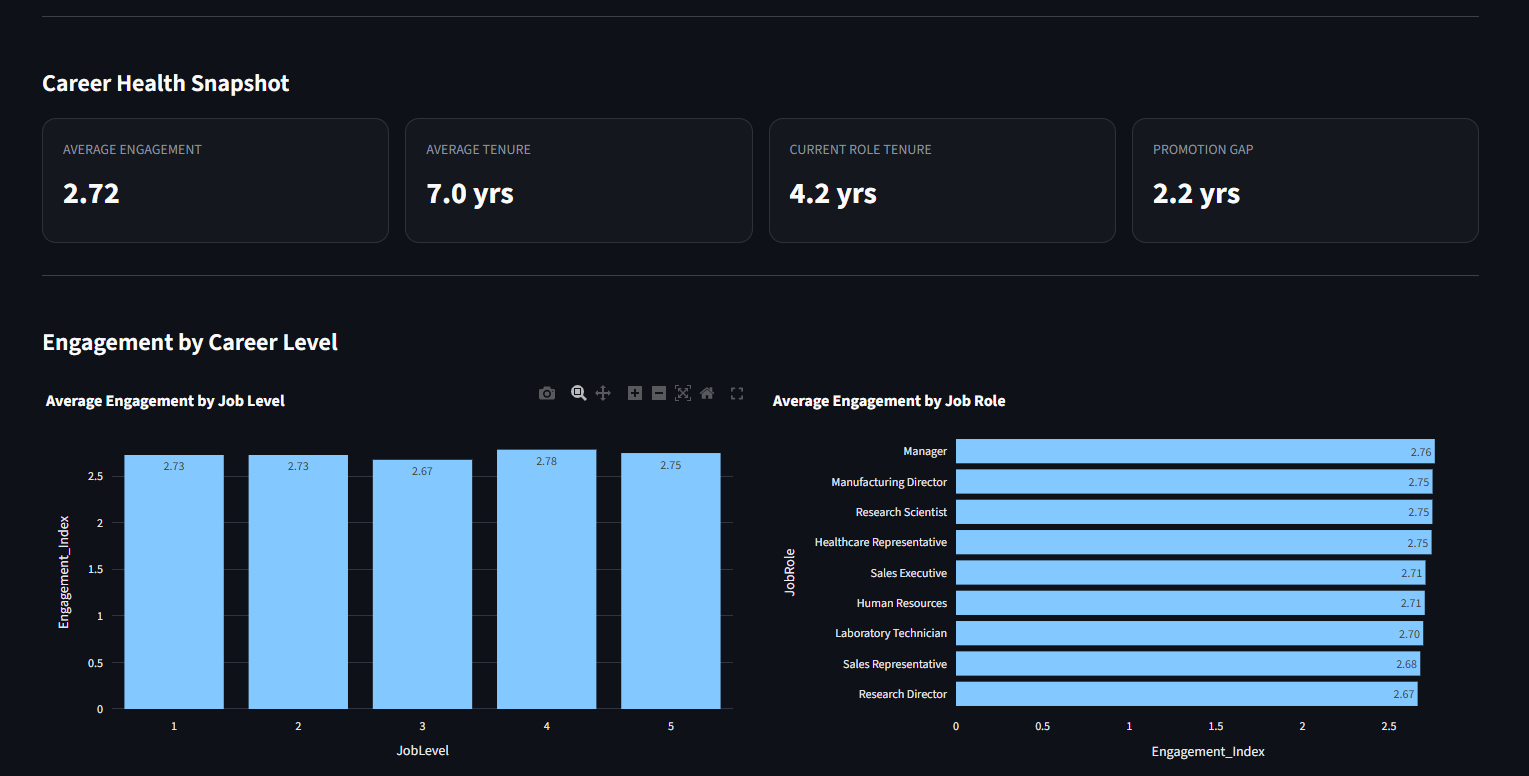 Career Health Snapshot
AVERAGE ENGAGEMENT
2.72
AVERAGE TENURE
7.0 yrs
CURRENT ROLE TENURE
4.2 yrs
PROMOTION GAP
2.2 yrs
Engagement by Career Level
Average Engagement by Job Level
Engagement_Index
2.5
2
1.5
1
0.5
0
2.73
2.73
2.67
2.78
2.75
1
2
3
4
5
JobLevel
Average Engagement by Job Role
JobRole
Manager 2.76
Manufacturing Director 2.75
Research Scientist 2.75
Healthcare Representative 2.75
Sales Executive 2.71
Human Resources 2.71
Laboratory Technician 2.70
Sales Representative 2.68
Research Director 2.67
0
0.5
1
1.5
2
2.5
Engagement_Index